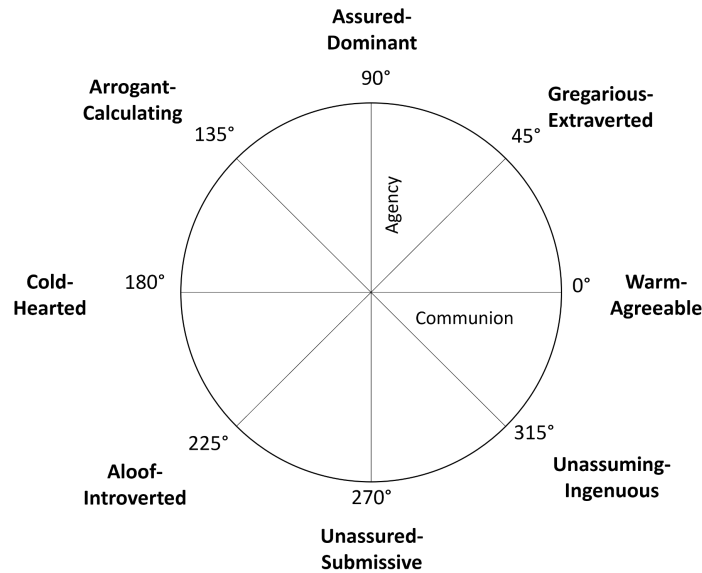 Assured-
Dominant
90°
Arrogant-
Calculating
135°
Gregarious-
Extraverted
45°
Agency
Cold-
Hearted
180°
0°
Warm-
Agreeable
Communion
225°
Aloof-
Introverted
315°
Unassuming-
Ingenuous
270°
Unassured-
Submissive